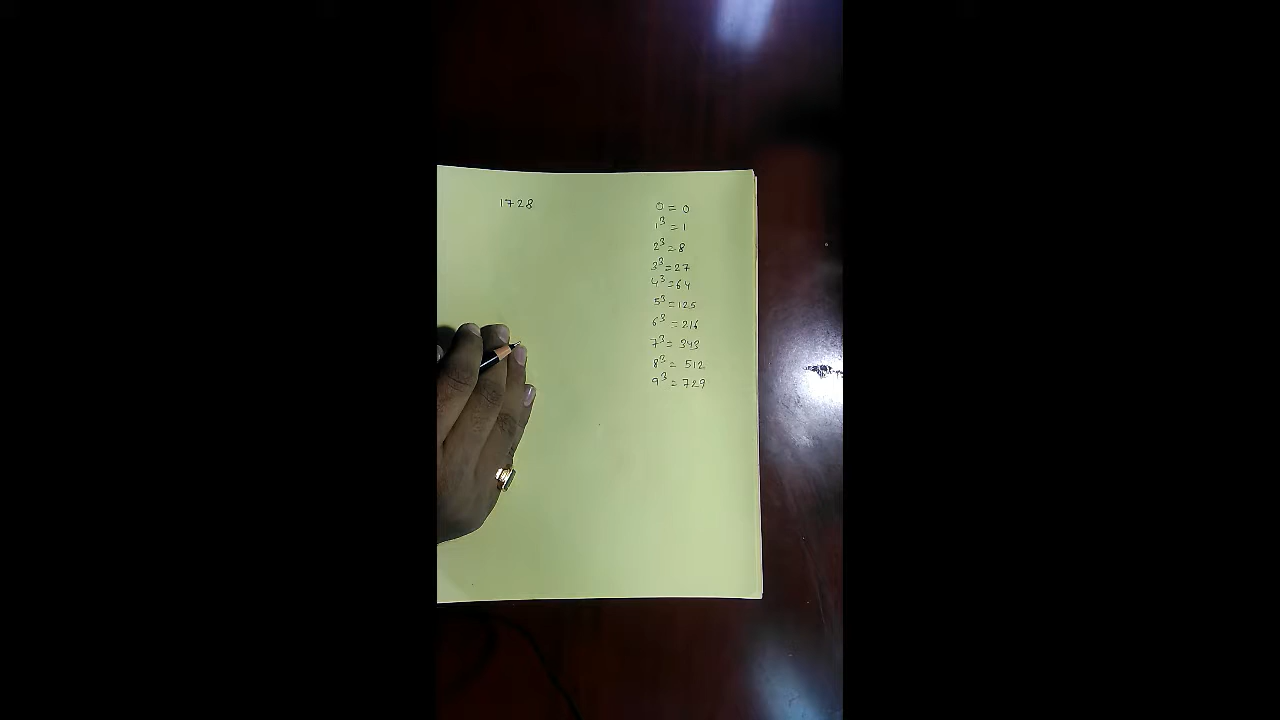 1728
0 = 0
1³ = 1
2³ = 8
3³ = 27
4³ = 64
5³ = 125
6³ = 216
7³ = 343
8³ = 512
9³ = 729